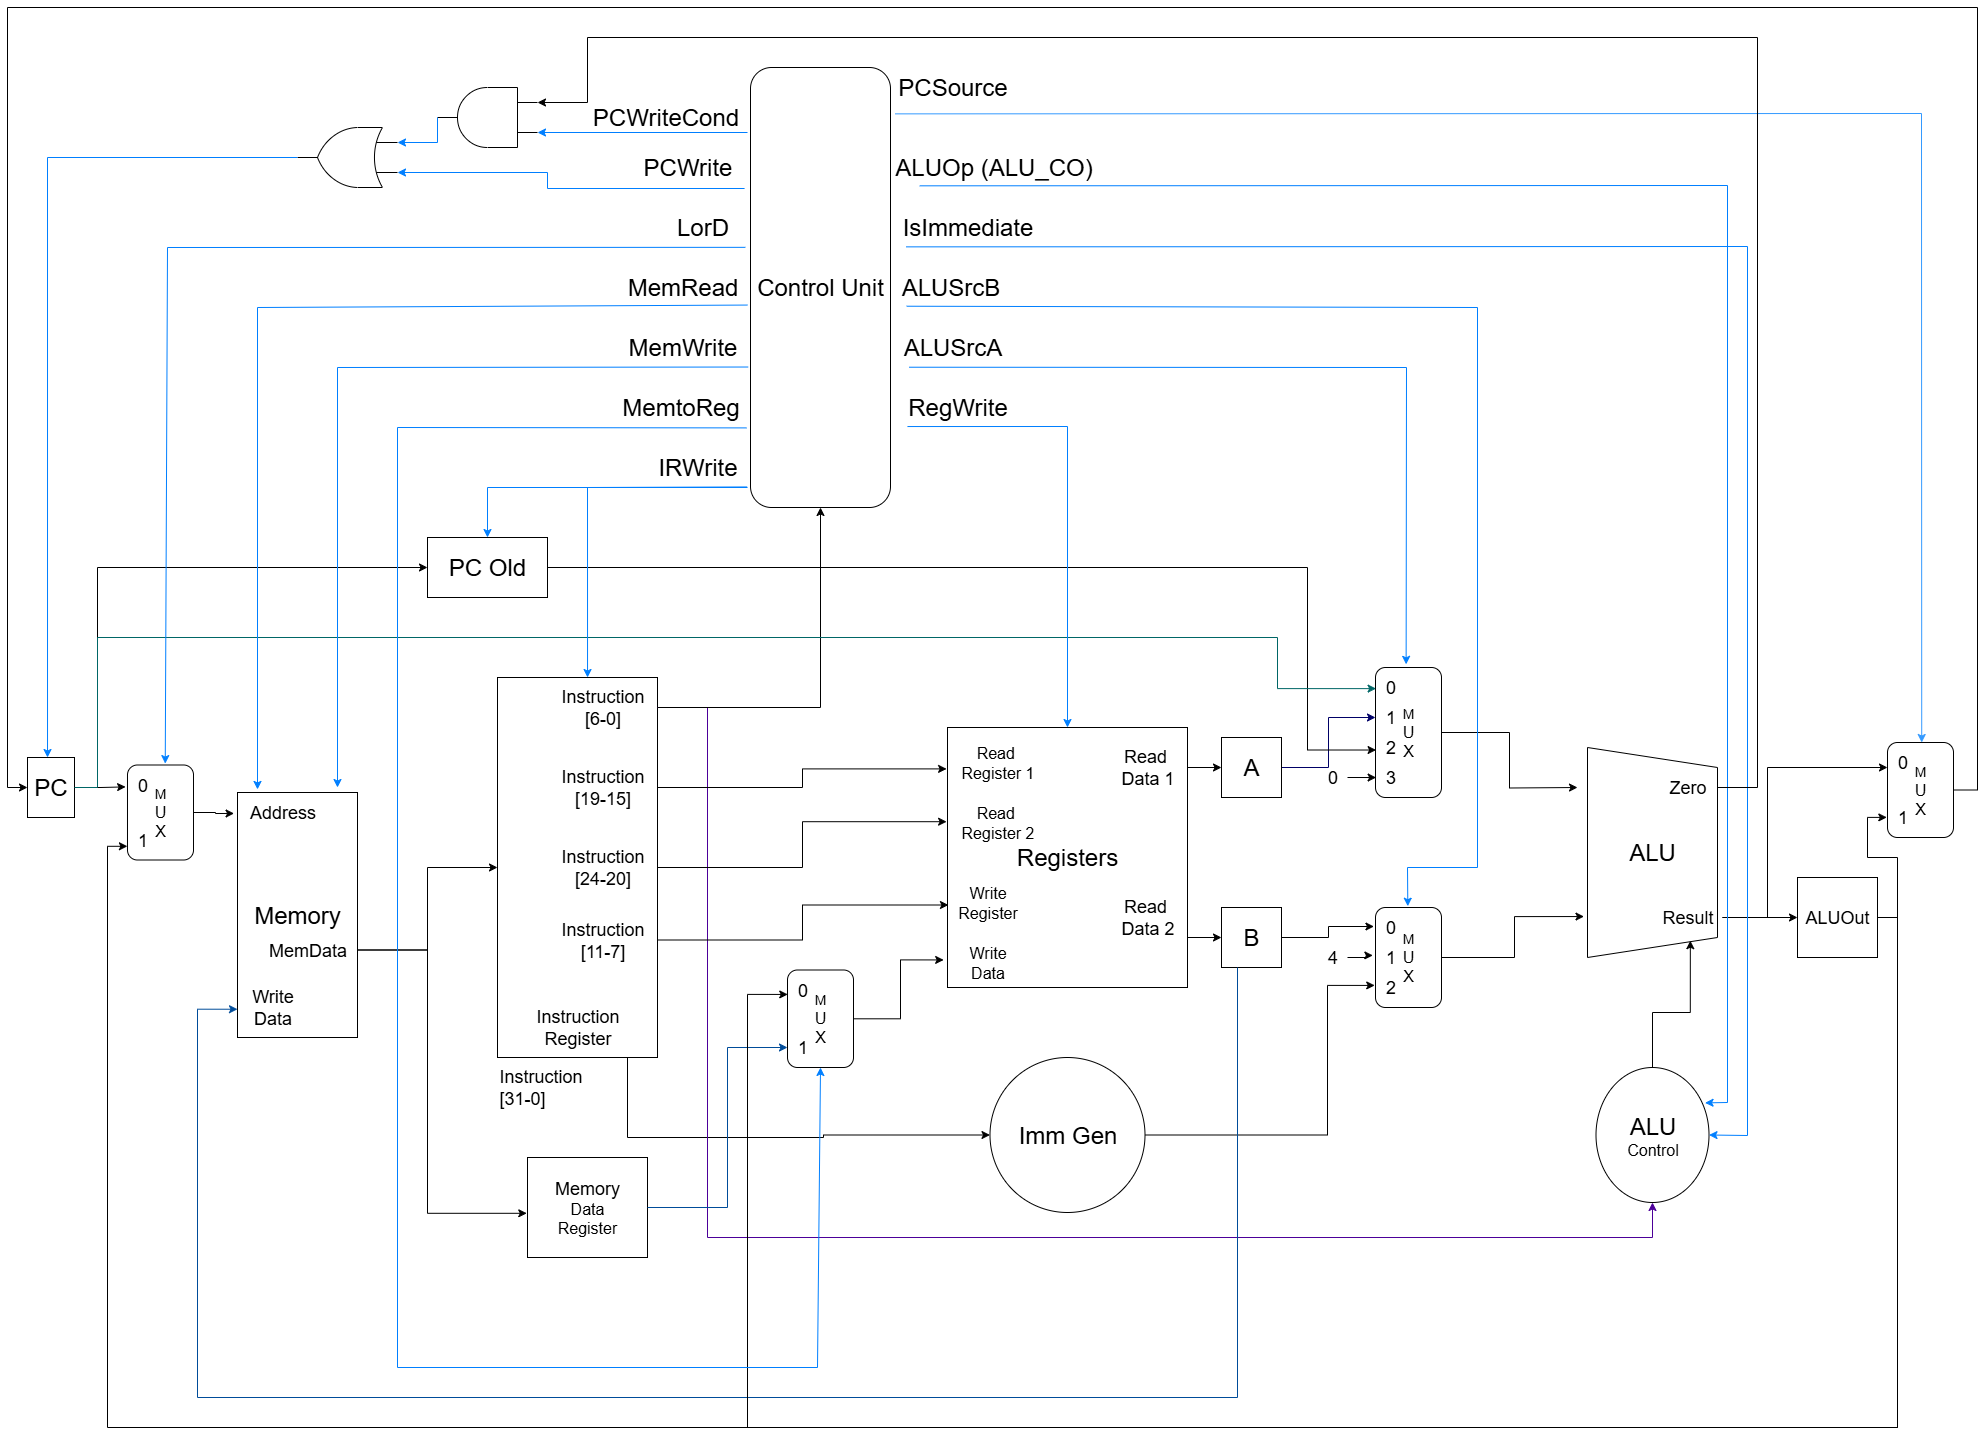 PCSource
PCWriteCond
PCWrite
ALUOp (ALU_CO)
LorD
IsImmediate
MemRead
Control Unit
ALUSrcB
MemWrite
ALUSrcA
MemtoReg
RegWrite
IRWrite
PC Old
PC
0
M
U
X
1
Address
Memory
MemData
Write
Data
Instruction
[6-0]
Instruction
[19-15]
Instruction
[24-20]
Instruction
[11-7]
Instruction
Register
Instruction
[31-0]
Memory
Data
Register
0
M
U
X
1
Read
Register 1
Read
Register 2
Registers
Write
Register
Write
Data
Read
Data 1
Read
Data 2
A
B
Imm Gen
0
1
2
3
M
U
X
0
0
1
2
M
U
X
4
Zero
ALU
Result
ALU
Control
ALUOut
0
M
U
X
1